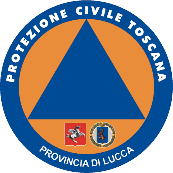 PROTEZIONE CIVILE TOSCANA
PROVINCIA DI LUCCA